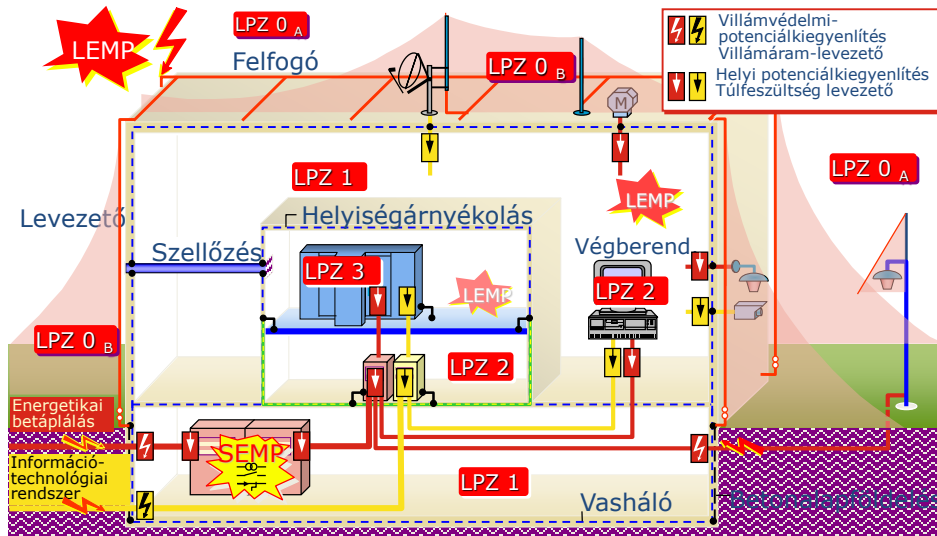 LPZ 0 A
LEMP
Felfogó
LPZ 0 B
Villámvédelmi-
potenciálkiegyenlítés
Villámáram-levezető
Helyi potenciálkiegyenlítés
Túlfeszültség levezető
M
LPZ 1
LEMP
LPZ 0 A
Levezető
Helyiségárnyékolás
Szellőzés
Végberend
LPZ 3
LEMP
LPZ 2
LPZ 0 B
LPZ 2
Energetikai
betáplálás
Információ-
technológiai
rendszer
SEMP
LPZ 1
Vasháló
Betonalapföldelés